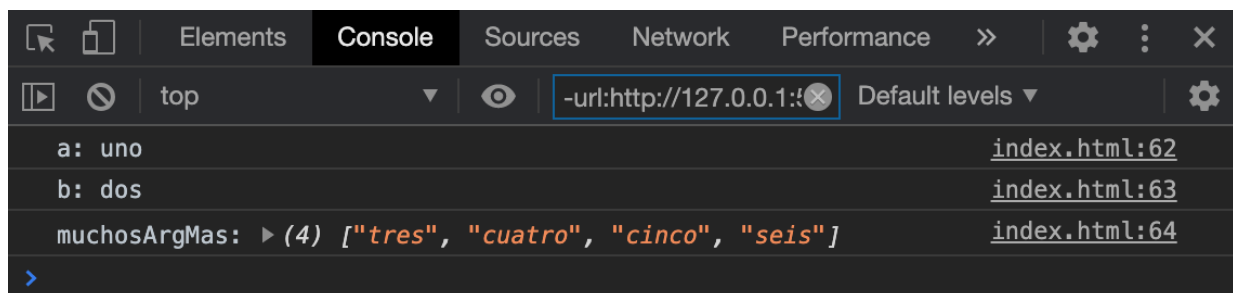 Elements Console Sources Network Performance »
top ▼ -url:http://127.0.0.1: Default levels ▼
a: uno index.html:62
b: dos index.html:63
muchosArgMas: ▶ (4) ["tres", "cuatro", "cinco", "seis"] index.html:64
>